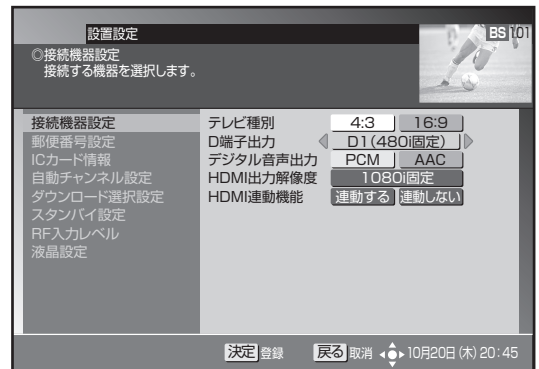 設置設定
BS 101
◎接続機器設定
接続する機器を選択します。
接続機器設定
郵便番号設定
ICカード情報
自動チャンネル設定
ダウンロード選択設定
スタンバイ設定
RF入力レベル
液晶設定
テレビ種別 4:3 16:9
D端子出力 D1(480i固定)
デジタル音声出力 PCM AAC
HDMI出力解像度 1080i固定
HDMI連動機能 連動する 連動しない
決定 登録 戻る 取消 10月20日(木)20:45